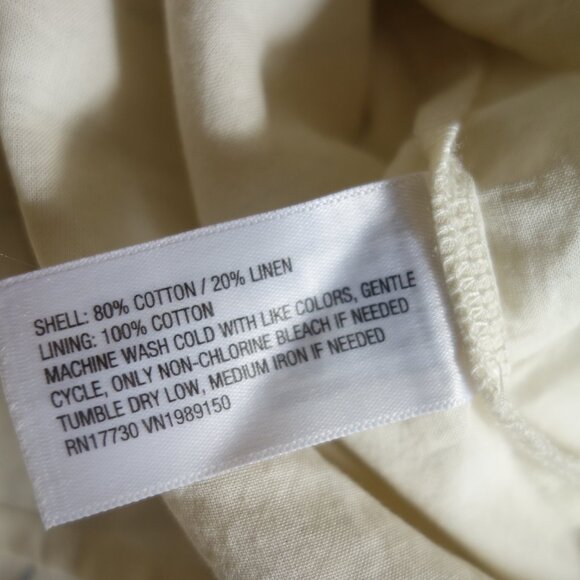 SHELL: 80% COTTON / 20% LINEN
LINING: 100% COTTON
MACHINE WASH COLD WITH LIKE COLORS, GENTLE
CYCLE, ONLY NON-CHLORINE BLEACH IF NEEDED
TUMBLE DRY LOW, MEDIUM IRON IF NEEDED
RN17730 VN1989150